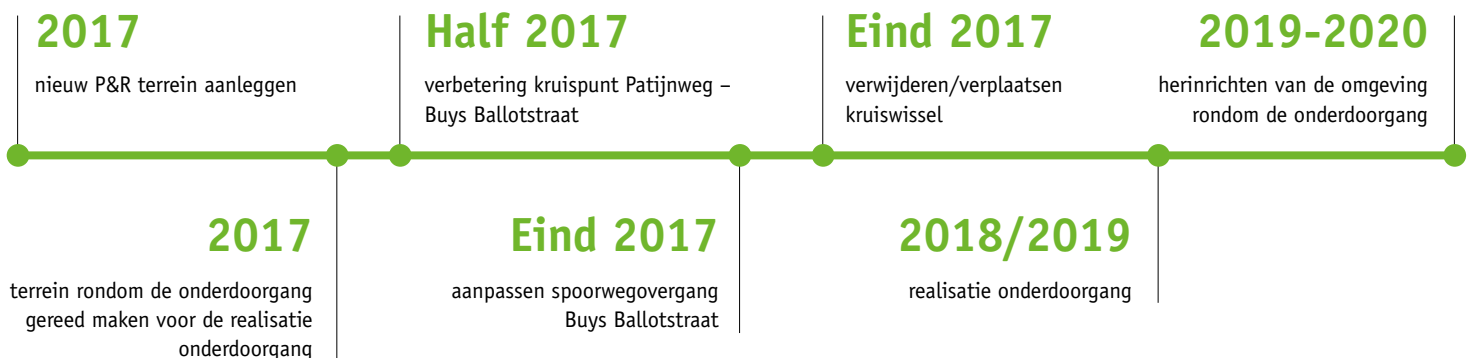 2017
nieuw P&R terrein aanleggen
Half 2017
verbetering kruispunt Patijnweg –
Buys Ballotstraat
Eind 2017
verwijderen/verplaatsen
kruiswissel
2019-2020
herinrichten van de omgeving
rondom de onderdoorgang
2017
terrein rondom de onderdoorgang
gereed maken voor de realisatie
onderdoorgang
Eind 2017
aanpassen spoorwegovergang
Buys Ballotstraat
2018/2019
realisatie onderdoorgang